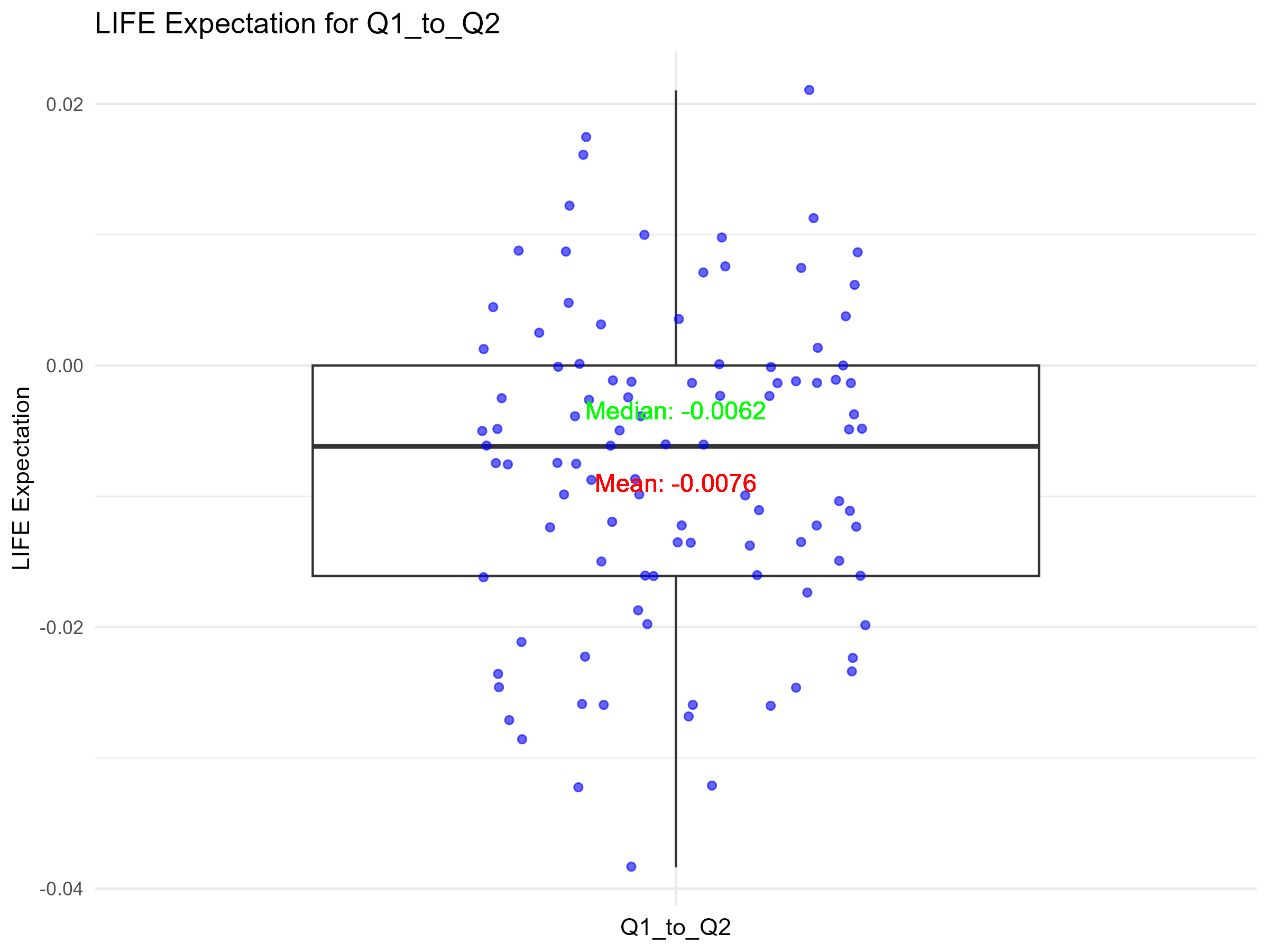 LIFE Expectation for Q1_to_Q2
LIFE Expectation
0.02
0.00
-0.02
-0.04
Median: -0.0062
Mean: -0.0076
Q1_to_Q2